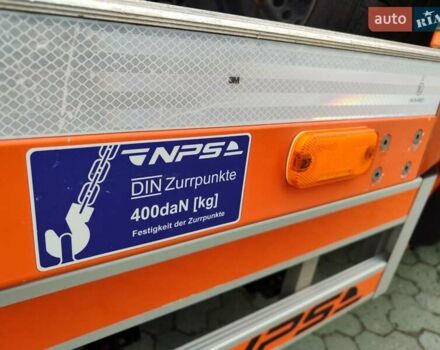 auto RIA
3M
NPS
DIN Zurrpunkte
400daN [kg]
Festigkeit der Zurrpunkte
NPS